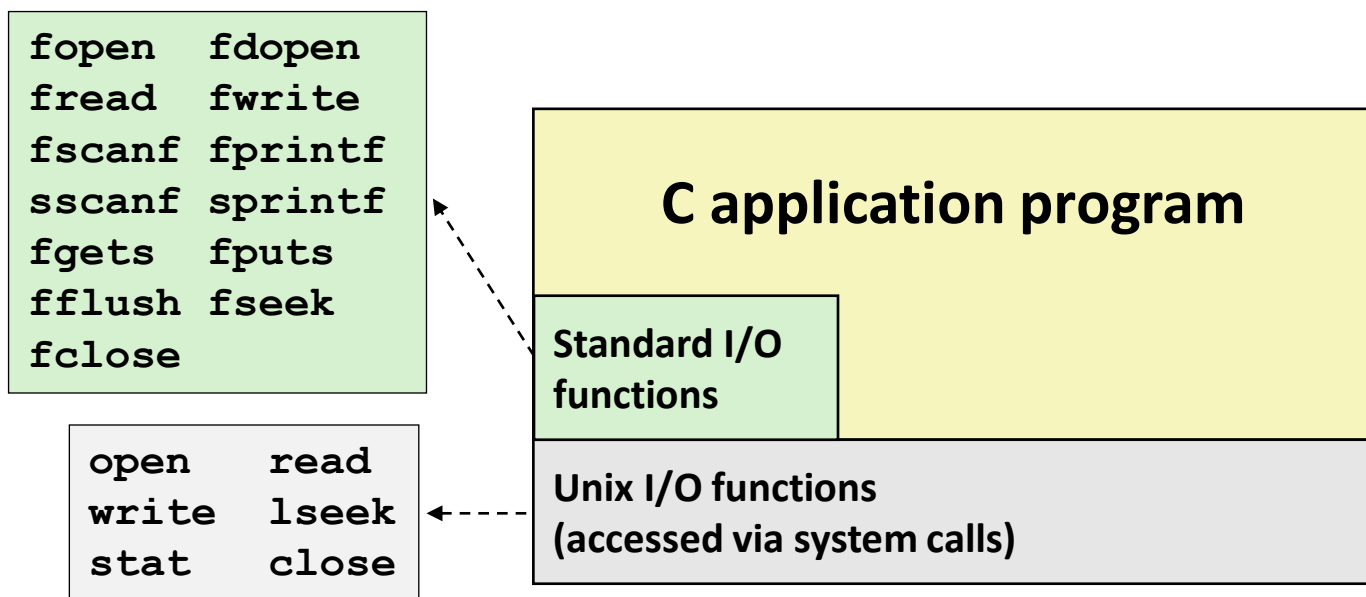 fopen fdopen
fread fwrite
fscanf fprintf
sscanf sprintf
fgets fputs
fflush fseek
fclose
C application program
Standard I/O
functions
open read
write lseek
stat close
Unix I/O functions
(accessed via system calls)